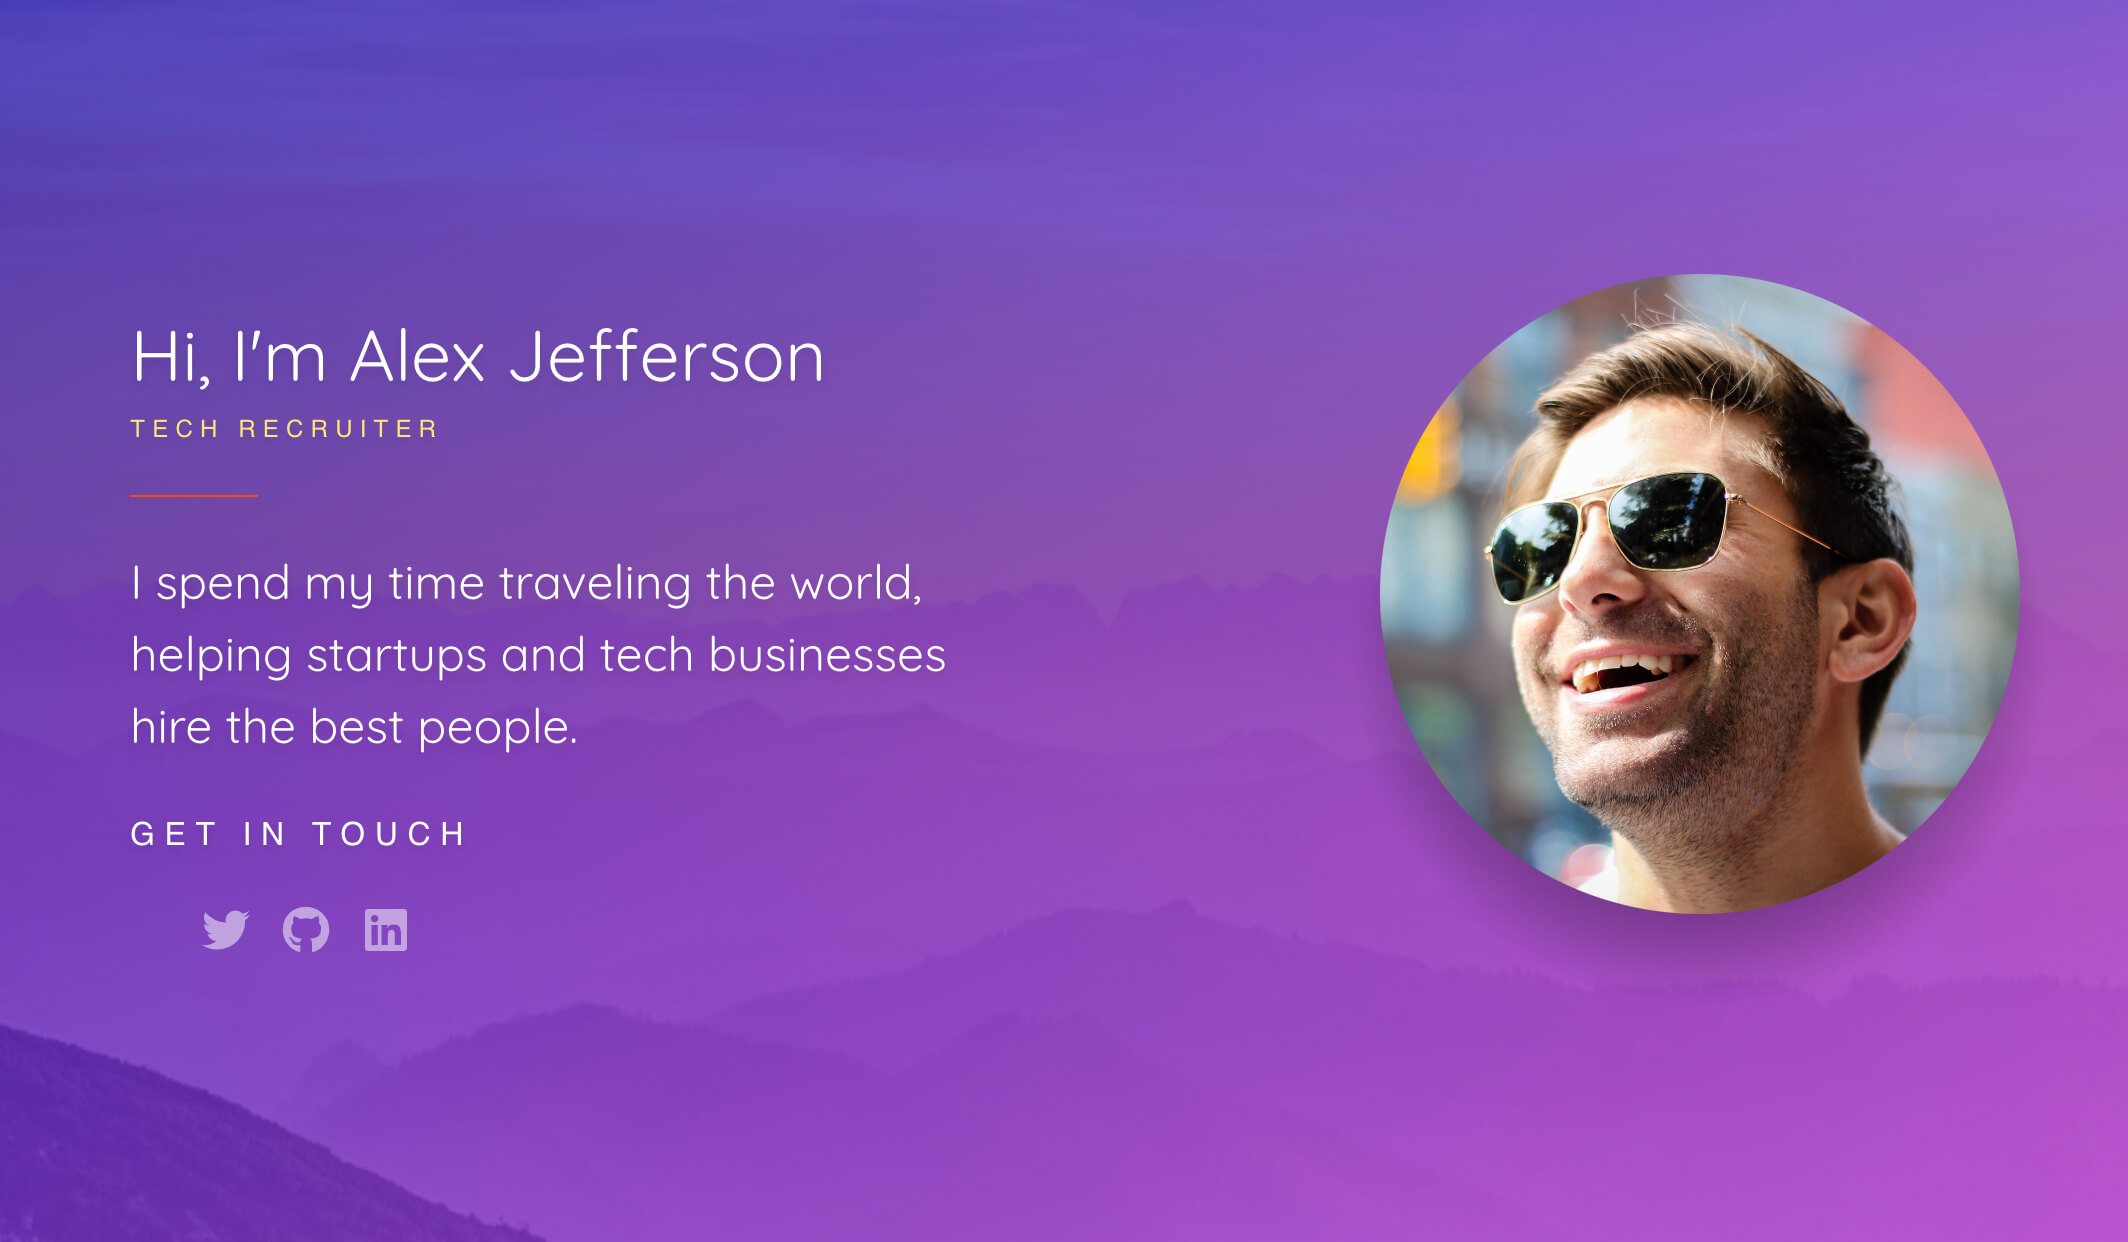 Hi, I'm Alex Jefferson
TECH RECRUITER
I spend my time traveling the world,
helping startups and tech businesses
hire the best people.
GET IN TOUCH
in